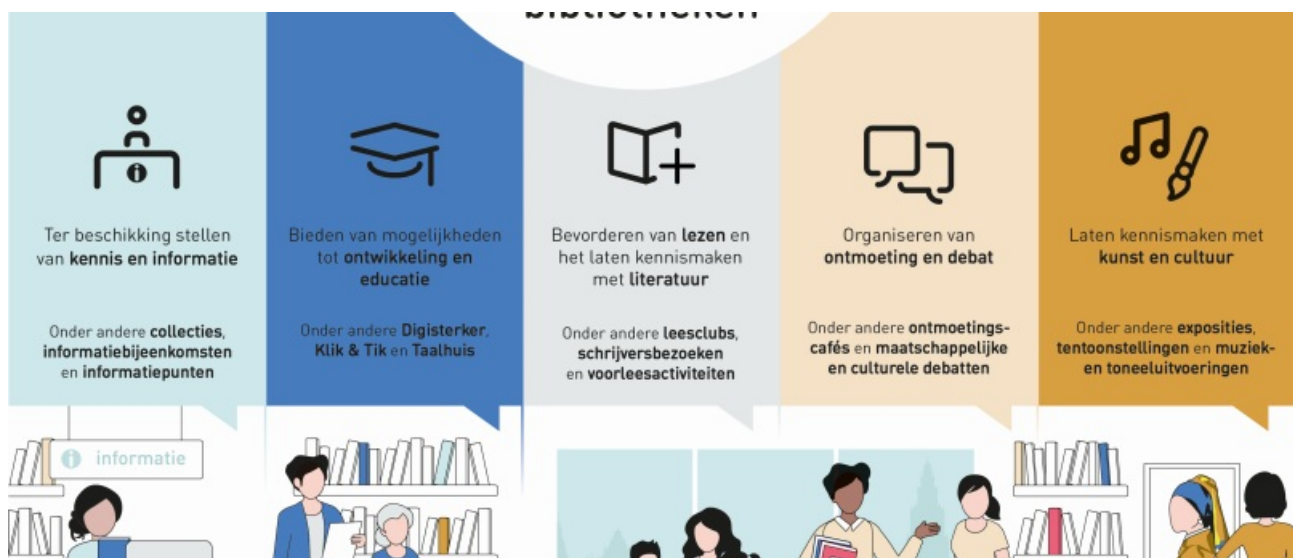 bibliotheken
Ter beschikking stellen
van kennis en informatie
Onder andere collecties,
informatiebijeenkomsten
en informatiepunten
Bieden van mogelijkheden
tot ontwikkeling en
educatie
Onder andere Digisterker,
Klik & Tik en Taalhuis
Bevorderen van lezen en
het laten kennismaken
met literatuur
Onder andere leesclubs,
schrijversbezoeken
en voorleesactiviteiten
Organiseren van
ontmoeting en debat
Onder andere ontmoetings-
cafés en maatschappelijke
en culturele debatten
Laten kennismaken met
kunst en cultuur
Onder andere exposities,
tentoonstellingen en muziek-
en toneeluitvoeringen
i informatie